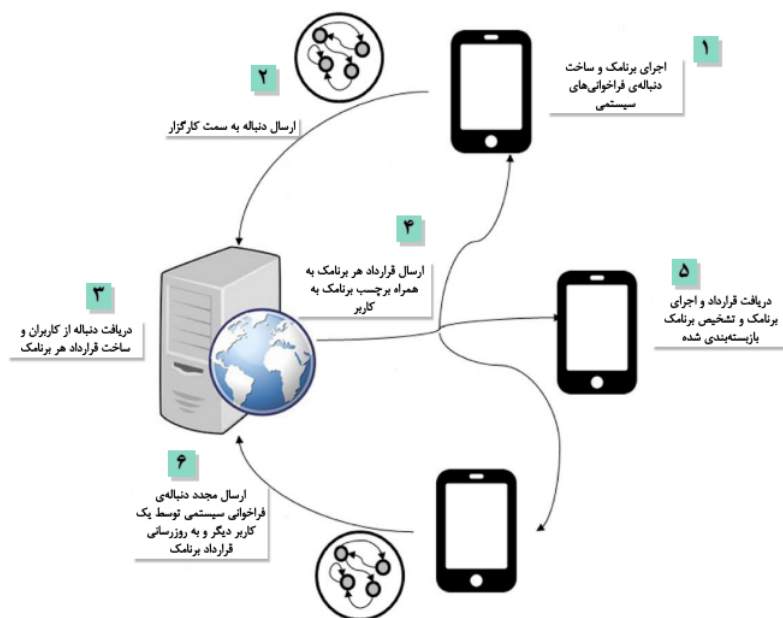 ۱
اجرای برنامک و ساخت
دنباله‌ی فراخوانی‌های
سیستمی
۲
ارسال دنباله به سمت کارگزار
۳
دریافت دنباله از کاربران و
ساخت قرارداد هر برنامک
۴
ارسال قرارداد هر برنامک به
همراه برچسب برنامک به
کاربر
۵
دریافت قرارداد و اجرای
برنامک و تشخیص برنامک
بازبسته‌بندی شده
۶
ارسال مجدد دنباله‌ی
فراخوانی سیستمی توسط یک
کاربر دیگر و به روزرسانی
قرارداد برنامک